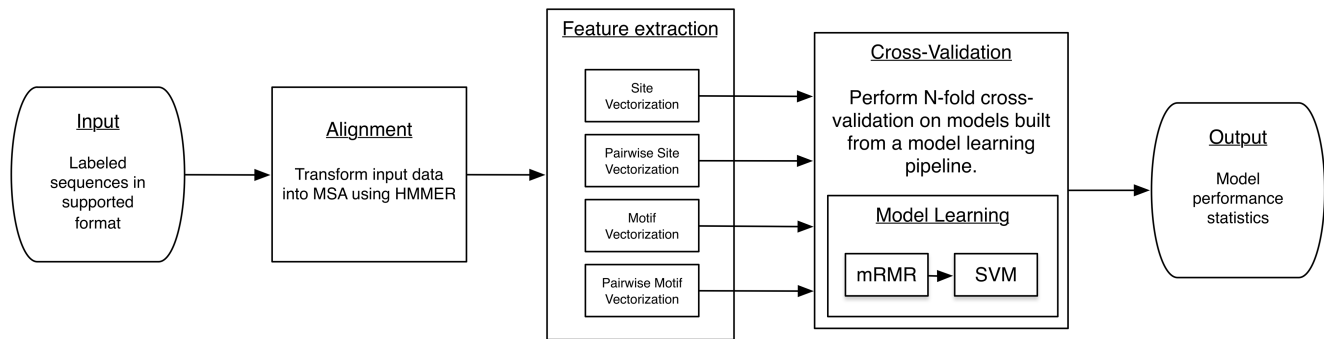 Input
Labeled
sequences in
supported
format
Alignment
Transform input data
into MSA using HMMER
Feature extraction
Site
Vectorization
Pairwise Site
Vectorization
Motif
Vectorization
Pairwise Motif
Vectorization
Cross-Validation
Perform N-fold cross-
validation on models built
from a model learning
pipeline.
Model Learning
mRMR
SVM
Output
Model
performance
statistics